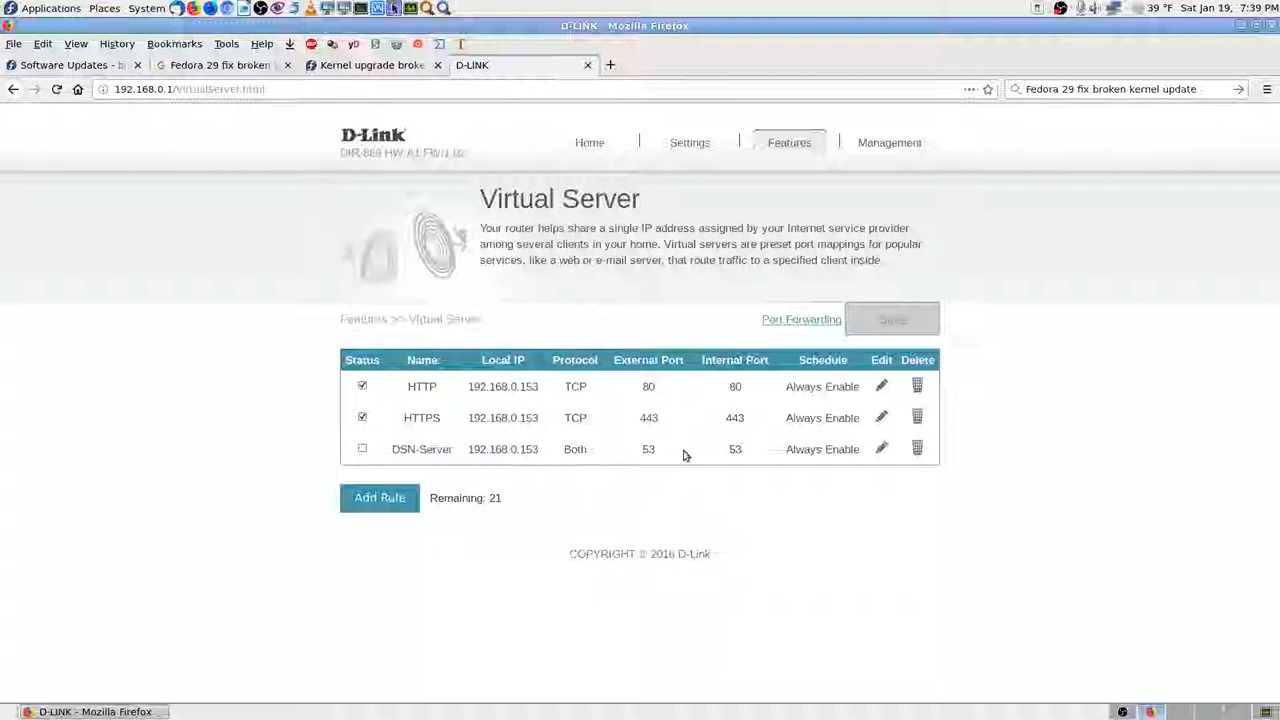 Applications Places System 39 °F Sat Jan 19, 7:39 PM
D-LINK - Mozilla Firefox
File Edit View History Bookmarks Tools Help
Software Updates - b Fedora 29 fix broken Kernel upgrade broke D-LINK
192.168.0.1/VirtualServer.html Fedora 29 fix broken kernel update
D-Link
Home Settings Features Management
DIR-869 HW:A1 FW:1.02
Virtual Server
Your router helps share a single IP address assigned by your Internet service provider
among several clients in your home. Virtual servers are preset port mappings for popular
services, like a web or e-mail server, that route traffic to a specified client inside.
Features >> Virtual Server Port Forwarding Save
Status Name Local IP Protocol External Port Internal Port Schedule Edit Delete
HTTP 192.168.0.153 TCP 80 80 Always Enable
HTTPS 192.168.0.153 TCP 443 443 Always Enable
DSN-Server 192.168.0.153 Both 53 53 Always Enable
Add Rule Remaining: 21
COPYRIGHT © 2016 D-Link
D-LINK - Mozilla Firefox